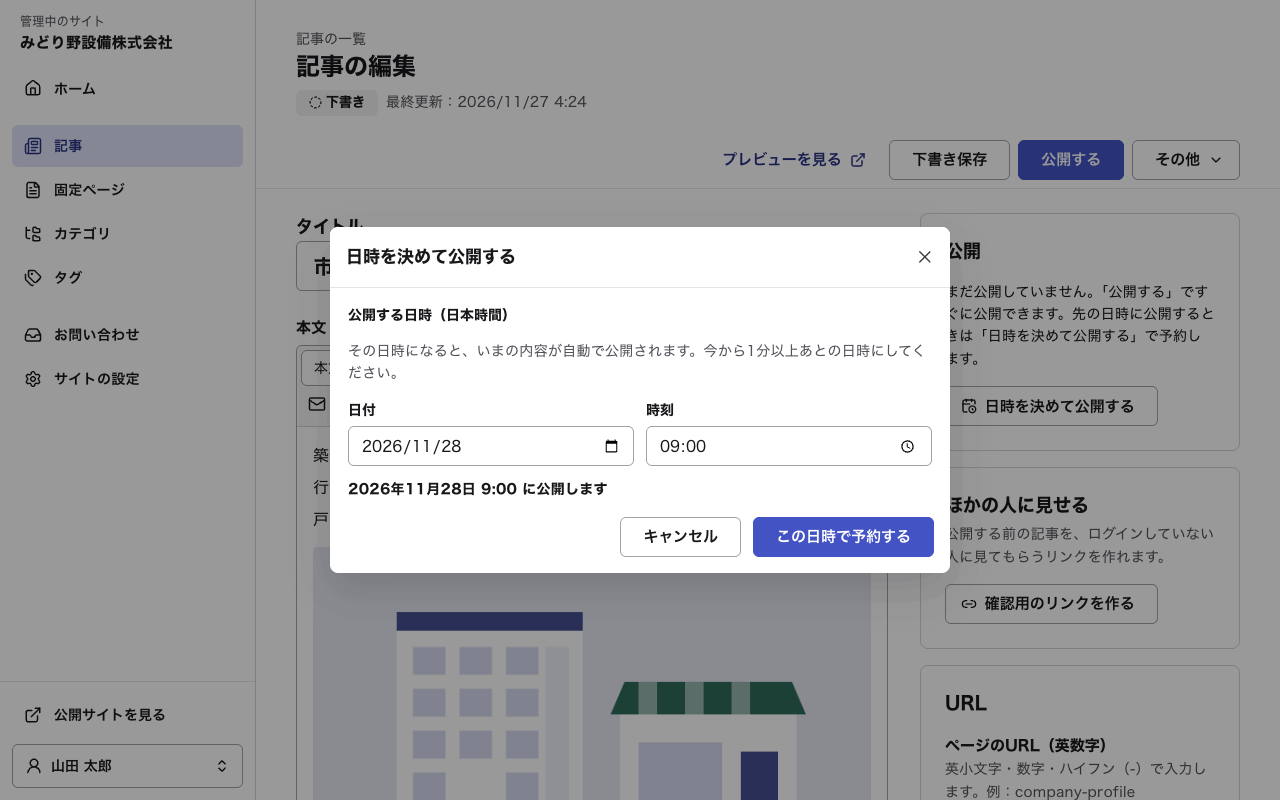 管理中のサイト
みどり野設備株式会社
ホーム
記事
固定ページ
カテゴリ
タグ
お問い合わせ
サイトの設定
公開サイトを見る
山田 太郎
記事の一覧
記事の編集
下書き 最終更新：2026/11/27 4:24
プレビューを見る 下書き保存 公開する その他
タイトル
市
本文
本
築
行
戸
日時を決めて公開する
公開する日時（日本時間）
その日時になると、いまの内容が自動で公開されます。今から1分以上あとの日時にしてく
ださい。
日付 時刻
2026/11/28 09:00
2026年11月28日 9:00 に公開します
キャンセル この日時で予約する
公開
まだ公開していません。「公開する」です
ぐに公開できます。先の日時に公開すると
きは「日時を決めて公開する」で予約し
ます。
日時を決めて公開する
ほかの人に見せる
公開する前の記事を、ログインしていない
人に見てもらうリンクを作れます。
確認用のリンクを作る
URL
ページのURL（英数字）
英小文字・数字・ハイフン（-）で入力し
ます。例：company-profile